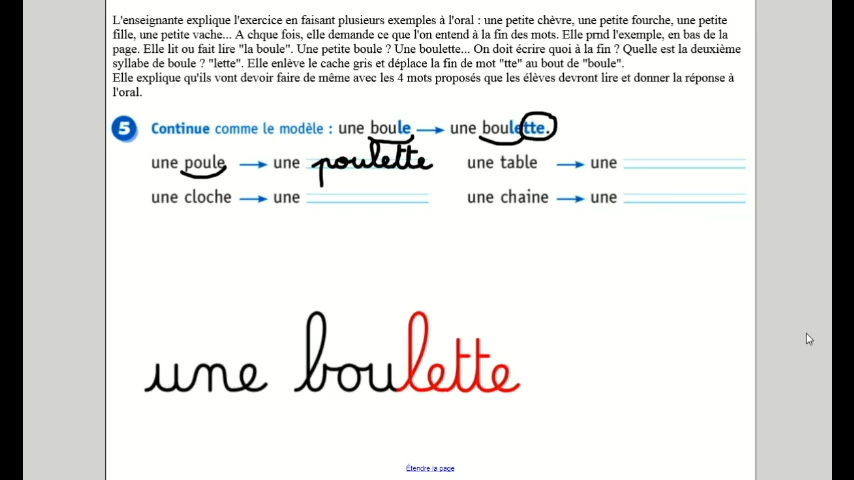 L'enseignante explique l'exercice en faisant plusieurs exemples à l'oral : une petite chèvre, une petite fourche, une petite
fille, une petite vache... A chque fois, elle demande ce que l'on entend à la fin des mots. Elle prnd l'exemple, en bas de la
page. Elle lit ou fait lire "la boule". Une petite boule ? Une boulette... On doit écrire quoi à la fin ? Quelle est la deuxième
syllabe de boule ? "lette". Elle enlève le cache gris et déplace la fin de mot "tte" au bout de "boule".
Elle explique qu'ils vont devoir faire de même avec les 4 mots proposés que les élèves devront lire et donner la réponse à
l'oral.
5 Continue comme le modèle : une boule → une boulette.
une poule → une poulette une table → une
une cloche → une une chaine → une
une boulette
Étendre la page